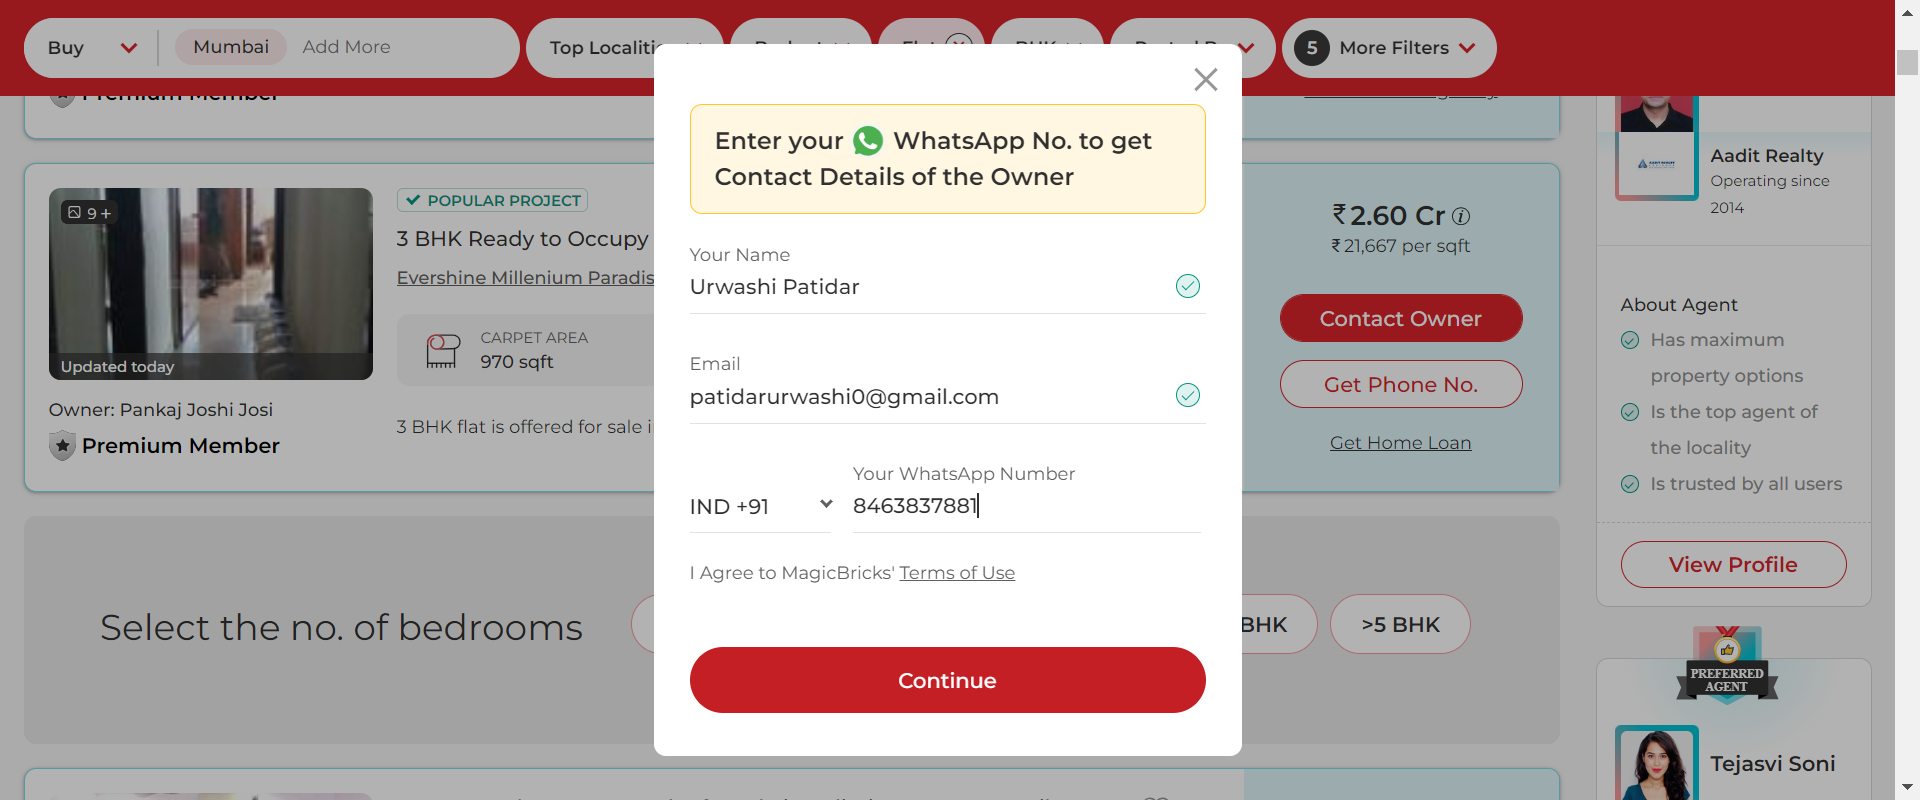 Buy
Mumbai
Add More
Top Localiti
5
More Filters
Premium Member
9+
Updated today
Owner: Pankaj Joshi Josi
Premium Member
POPULAR PROJECT
3 BHK Ready to Occupy
Evershine Millenium Paradis
CARPET AREA
970 sqft
3 BHK flat is offered for sale i
Enter your WhatsApp No. to get
Contact Details of the Owner
Your Name
Urwashi Patidar
Email
patidarurwashi0@gmail.com
Your WhatsApp Number
IND +91
8463837881
I Agree to MagicBricks' Terms of Use
Continue
₹2.60 Cr
₹21,667 per sqft
Contact Owner
Get Phone No.
Get Home Loan
Select the no. of bedrooms
BHK
>5 BHK
AADIT REALTY
Aadit Realty
Operating since
2014
About Agent
Has maximum
property options
Is the top agent of
the locality
Is trusted by all users
View Profile
PREFERRED
AGENT
Tejasvi Soni